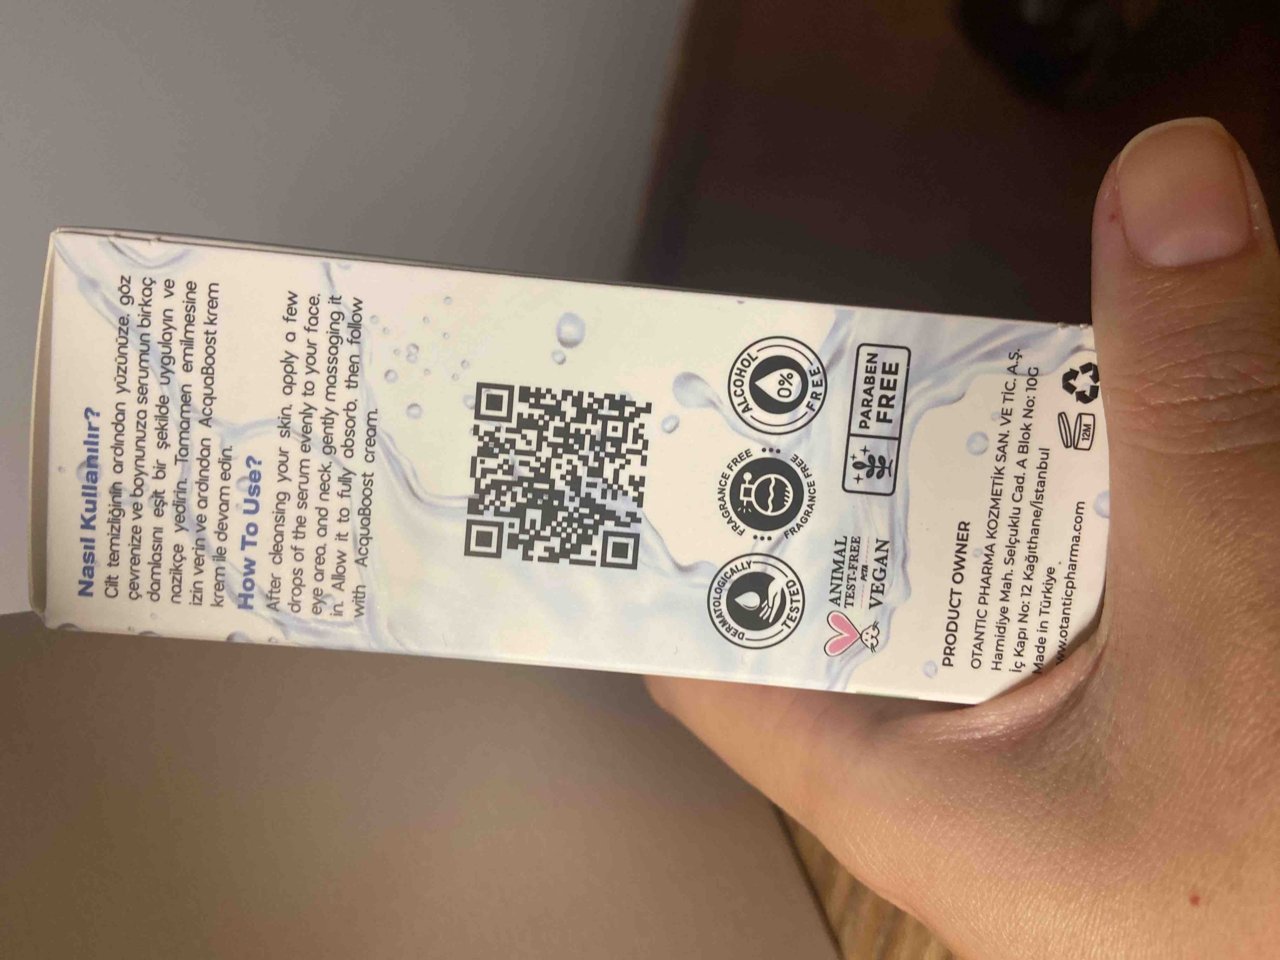 Nasıl Kullanılır?
Cilt temizliğinin ardından yüzünüze, göz
çevrenize ve boynunuza serumun birkaç
damlasını eşit bir şekilde uygulayın ve
nazikçe yedirin. Tamamen emilmesine
izin verin ve ardından AcquaBoost krem
krem ile devam edin.
How To Use?
After cleansing your skin, apply a few
drops of the serum evenly to your face,
eye area, and neck, gently massaging it
in. Allow it to fully absorb, then follow
with AcquaBoost cream.
DERMATOLOGICALLY
TESTED
FRAGRANCE FREE
FRAGRANCE FREE
ALCOHOL
0%
FREE
ANIMAL
TEST-FREE
PETA
VEGAN
PARABEN
FREE
PRODUCT OWNER
OTANTIC PHARMA KOZMETİK SAN. VE TİC. A.Ş.
Hamidiye Mah. Selçuklu Cad. A Blok No: 10G
İç Kapı No: 12 Kağıthane/İstanbul
Made in Türkiye
www.otanticpharma.com
12M